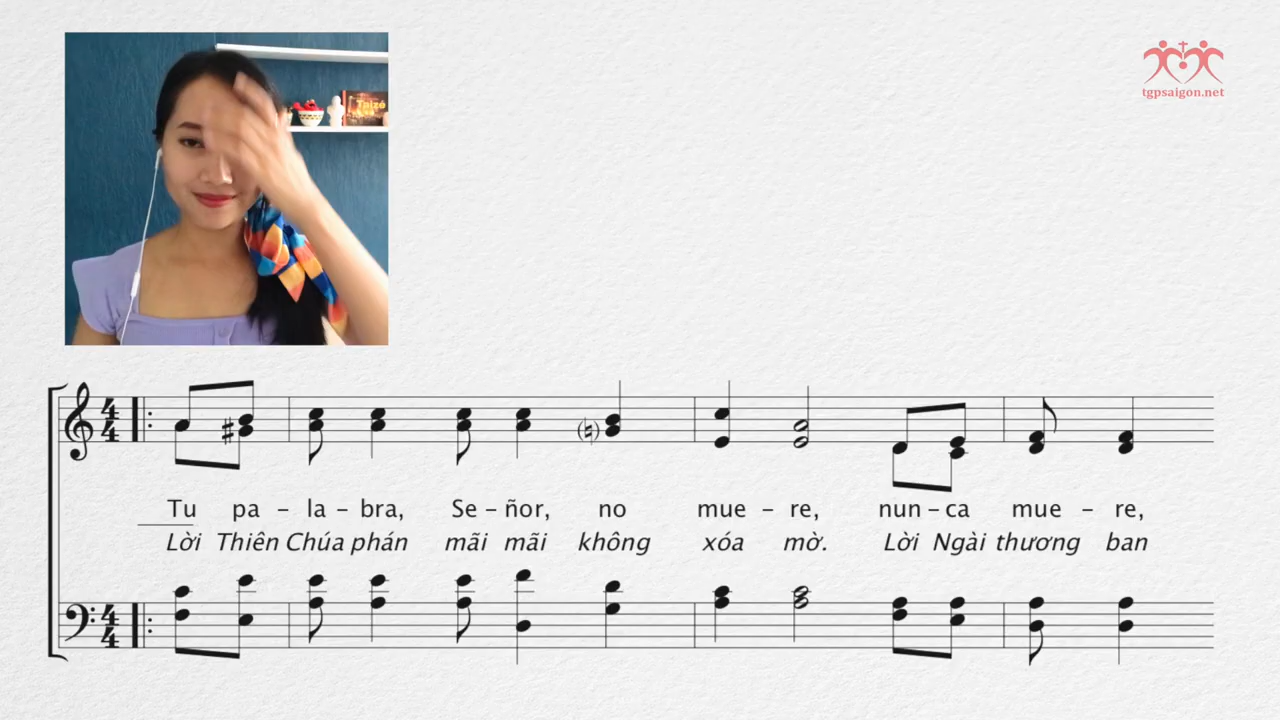 Taizé
tgpsaigon.net
Tu pa – la – bra, Se – ñor, no mue – re, nun – ca mue – re,
Lời Thiên Chúa phán mãi mãi không xóa mờ. Lời Ngài thương ban